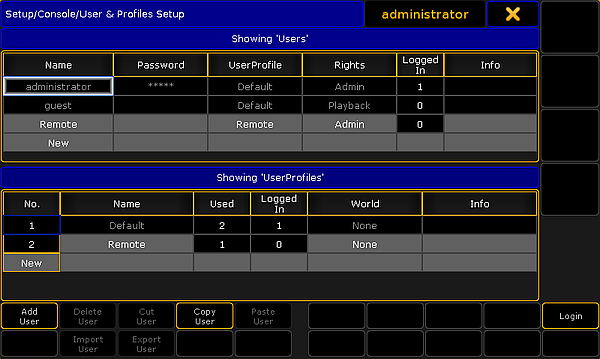 Setup/Console/User & Profiles Setup administrator
Showing 'Users'
Name Password UserProfile Rights Logged In Info
administrator ***** Default Admin 1
guest Default Playback 0
Remote Remote Admin 0
New
Showing 'UserProfiles'
No. Name Used Logged In World Info
1 Default 2 1 None
2 Remote 1 0 None
New
Add User Delete User Cut User Copy User Paste User Login
Import User Export User